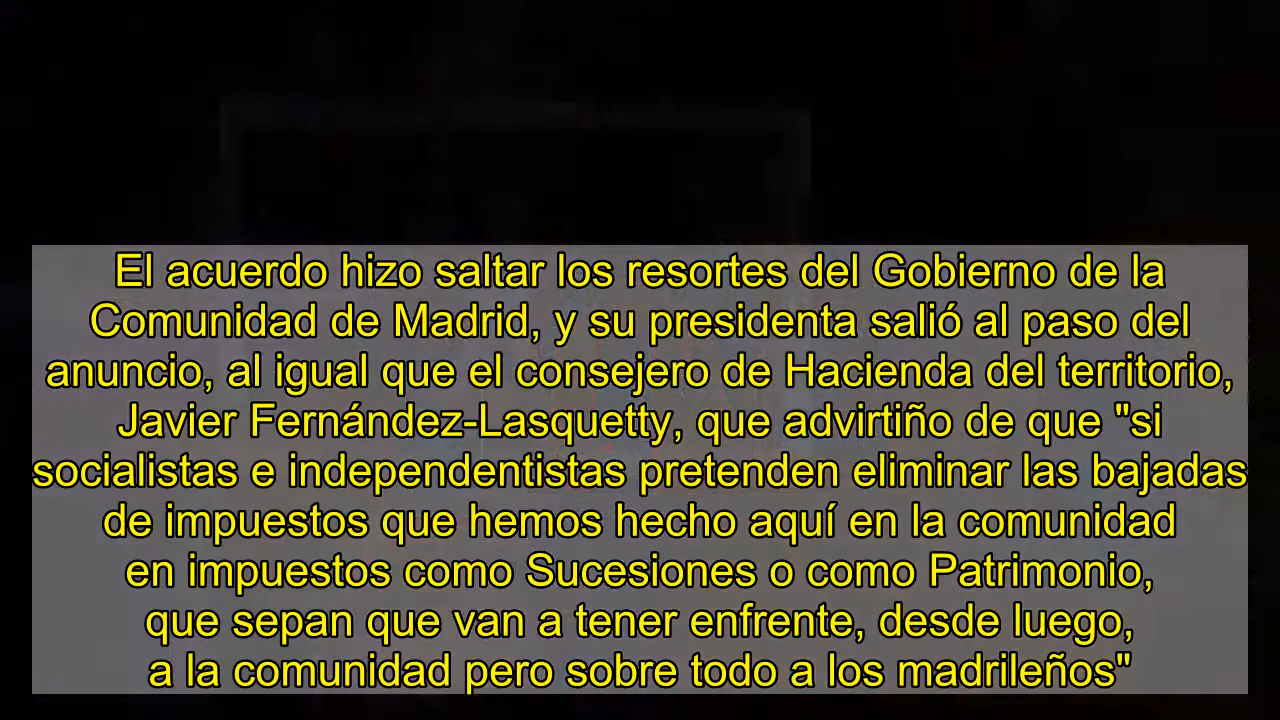 El acuerdo hizo saltar los resortes del Gobierno de la
Comunidad de Madrid, y su presidenta salió al paso del
anuncio, al igual que el consejero de Hacienda del territorio,
Javier Fernández-Lasquetty, que advirtiño de que "si
socialistas e independentistas pretenden eliminar las bajadas
de impuestos que hemos hecho aquí en la comunidad
en impuestos como Sucesiones o como Patrimonio,
que sepan que van a tener enfrente, desde luego,
a la comunidad pero sobre todo a los madrileños"